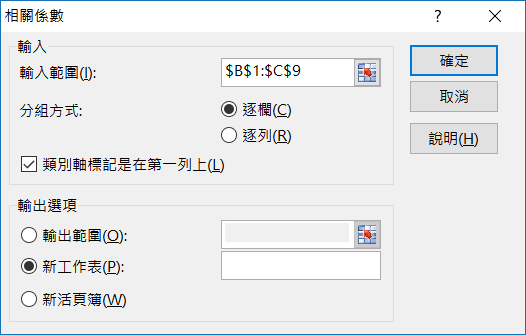 相關係數
輸入
輸入範圍(I):
$B$1:$C$9
分組方式:
逐欄(C)
逐列(R)
類別軸標記是在第一列上(L)
輸出選項
輸出範圍(O):
新工作表(P):
新活頁簿(W)
確定
取消
說明(H)